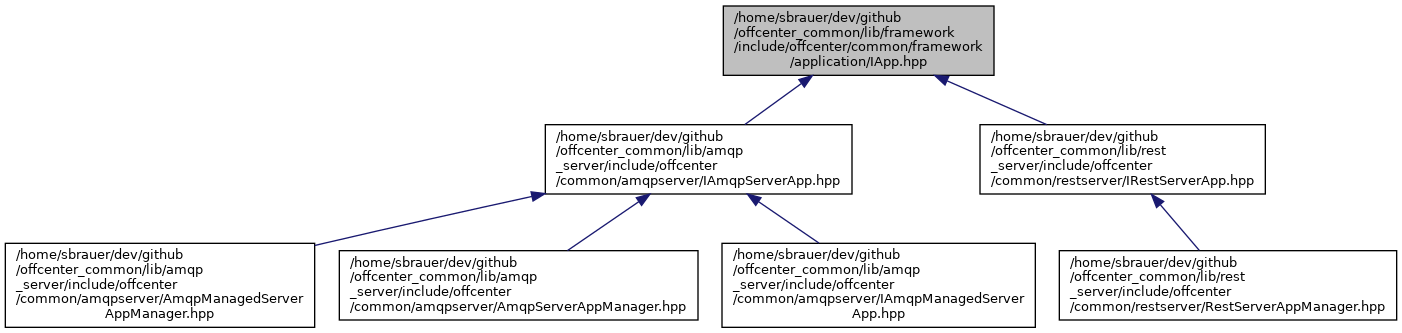 /home/sbrauer/dev/github
/offcenter_common/lib/framework
/include/offcenter/common/framework
/application/IApp.hpp
/home/sbrauer/dev/github
/offcenter_common/lib/amqp
_server/include/offcenter
/common/amqpserver/IAmqpServerApp.hpp
/home/sbrauer/dev/github
/offcenter_common/lib/rest
_server/include/offcenter
/common/restserver/IRestServerApp.hpp
/home/sbrauer/dev/github
/offcenter_common/lib/amqp
_server/include/offcenter
/common/amqpserver/AmqpManagedServer
AppManager.hpp
/home/sbrauer/dev/github
/offcenter_common/lib/amqp
_server/include/offcenter
/common/amqpserver/AmqpServerAppManager.hpp
/home/sbrauer/dev/github
/offcenter_common/lib/amqp
_server/include/offcenter
/common/amqpserver/IAmqpManagedServer
App.hpp
/home/sbrauer/dev/github
/offcenter_common/lib/rest
_server/include/offcenter
/common/restserver/RestServerAppManager.hpp